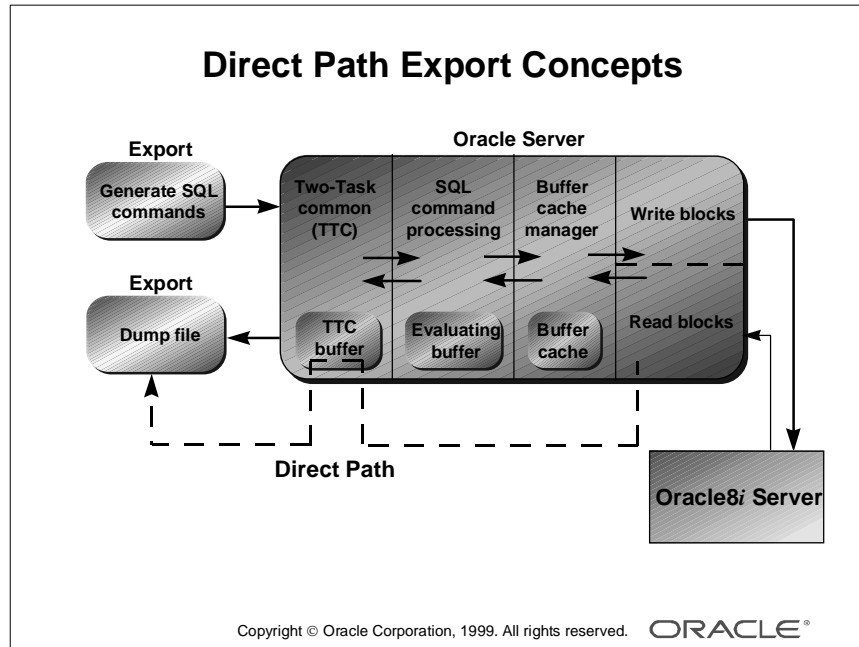 Direct Path Export Concepts
Oracle Server
Export
Generate SQL
commands
Two-Task
common
(TTC)
SQL
command
processing
Buffer
cache
manager
Write blocks
Export
Dump file
TTC
buffer
Evaluating
buffer
Buffer
cache
Read blocks
Direct Path
Oracle8i Server
Copyright © Oracle Corporation, 1999. All rights reserved. ORACLE®